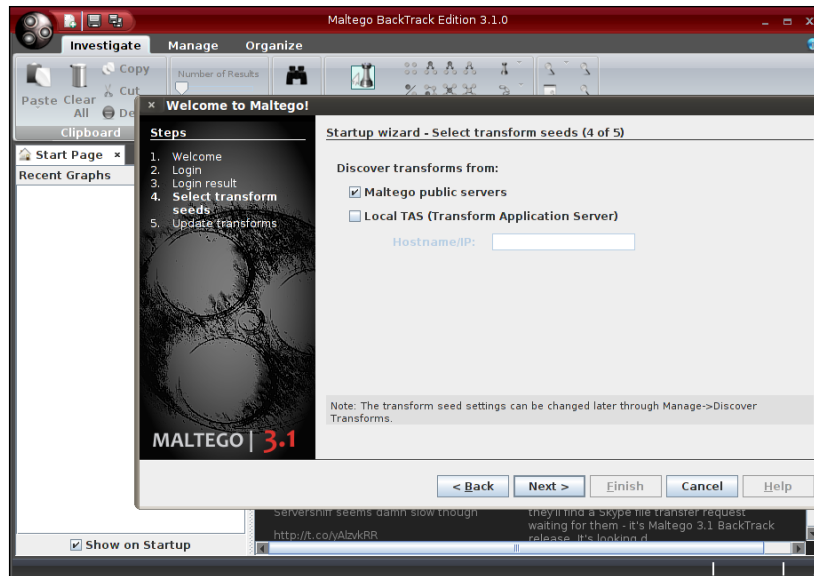 Maltego BackTrack Edition 3.1.0
Investigate Manage Organize
Copy
Cut
Paste Clear All De
Number of Results
Clipboard
Start Page
Recent Graphs
Welcome to Maltego!
Steps
1. Welcome
2. Login
3. Login result
4. Select transform
seeds
5. Update transforms
MALTEGO | 3.1
Startup wizard - Select transform seeds (4 of 5)
Discover transforms from:
Maltego public servers
Local TAS (Transform Application Server)
Hostname/IP:
Note: The transform seed settings can be changed later through Manage->Discover
Transforms.
< Back Next > Finish Cancel Help
Servershift seems damn slow though
http://t.co/yAlzvkRR
they'll find a Skype file transfer request
waiting for them - it's Maltego 3.1 BackTrack
release. It's looking d
Show on Startup